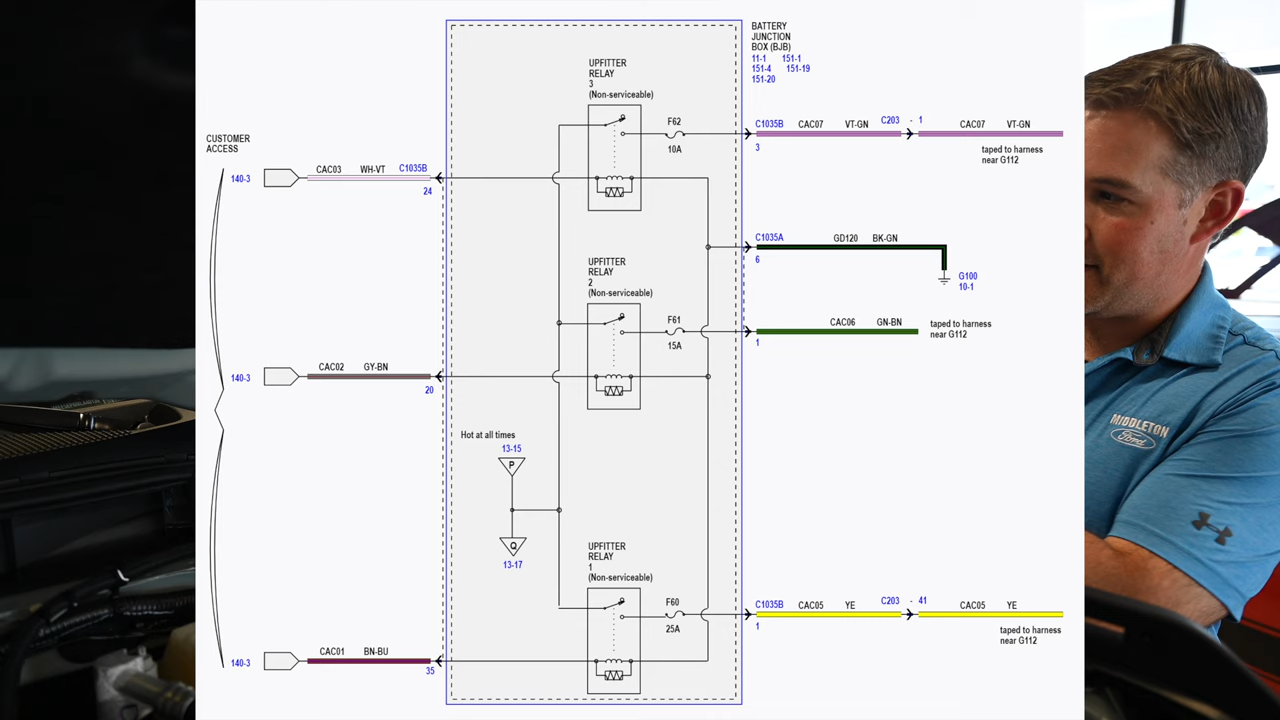 BATTERY
JUNCTION
BOX (BJB)
11-1 151-1
151-4 151-19
151-20
UPFITTER
RELAY
3
(Non-serviceable)
F62
10A
C1035B
3
CAC07 VT-GN
C203 - 1
CAC07 VT-GN
taped to harness
near G112
CUSTOMER
ACCESS
140-3
CAC03 WH-VT C1035B
24
C1035A
6
GD120 BK-GN
G100
10-1
UPFITTER
RELAY
2
(Non-serviceable)
F61
15A
1
CAC06 GN-BN
taped to harness
near G112
140-3
CAC02 GY-BN
20
Hot at all times
13-15
P
Q
13-17
MIDDLETON
Ford
UPFITTER
RELAY
1
(Non-serviceable)
F60
25A
C1035B
1
CAC05 YE
C203 - 41
CAC05 YE
taped to harness
near G112
140-3
CAC01 BN-BU
35